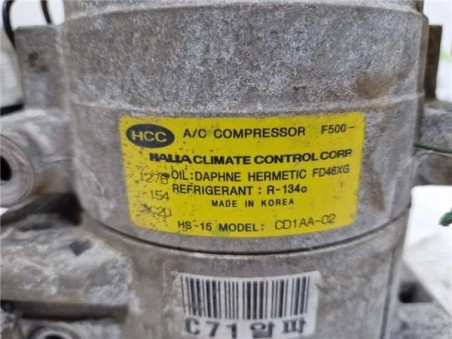 HCC A/C COMPRESSOR F500-
HALLA CLIMATE CONTROL CORP
OIL:DAPHNE HERMETIC FD46XG
154 REFRIGERANT : R-134a
MADE IN KOREA
HS-15 MODEL: CD1AA-02
C71알파